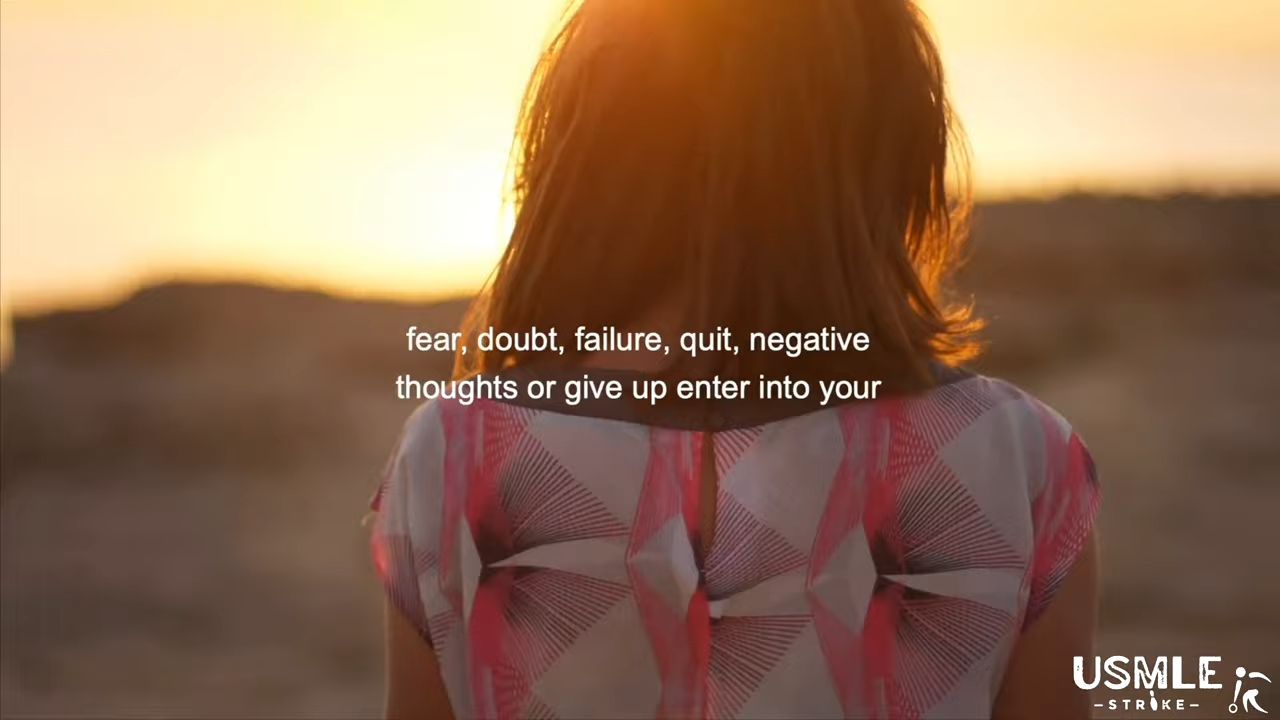 fear, doubt, failure, quit, negative
thoughts or give up enter into your
USMLE
STRIKE